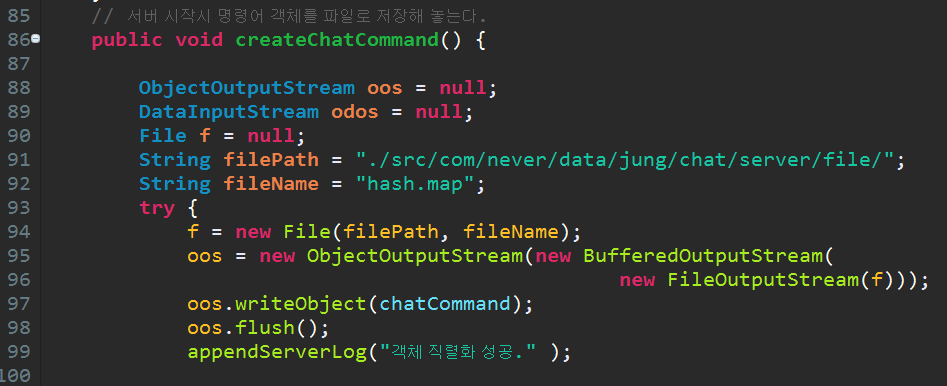 85 // 서버 시작시 명령어 객체를 파일로 저장해 놓는다.
86 public void createChatCommand() {
87
88 ObjectOutputStream oos = null;
89 DataInputStream odos = null;
90 File f = null;
91 String filePath = "./src/com/never/data/jung/chat/server/file/";
92 String fileName = "hash.map";
93 try {
94 f = new File(filePath, fileName);
95 oos = new ObjectOutputStream(new BufferedOutputStream(
96 new FileOutputStream(f)));
97 oos.writeObject(chatCommand);
98 oos.flush();
99 appendServerLog("객체 직렬화 성공." );
100